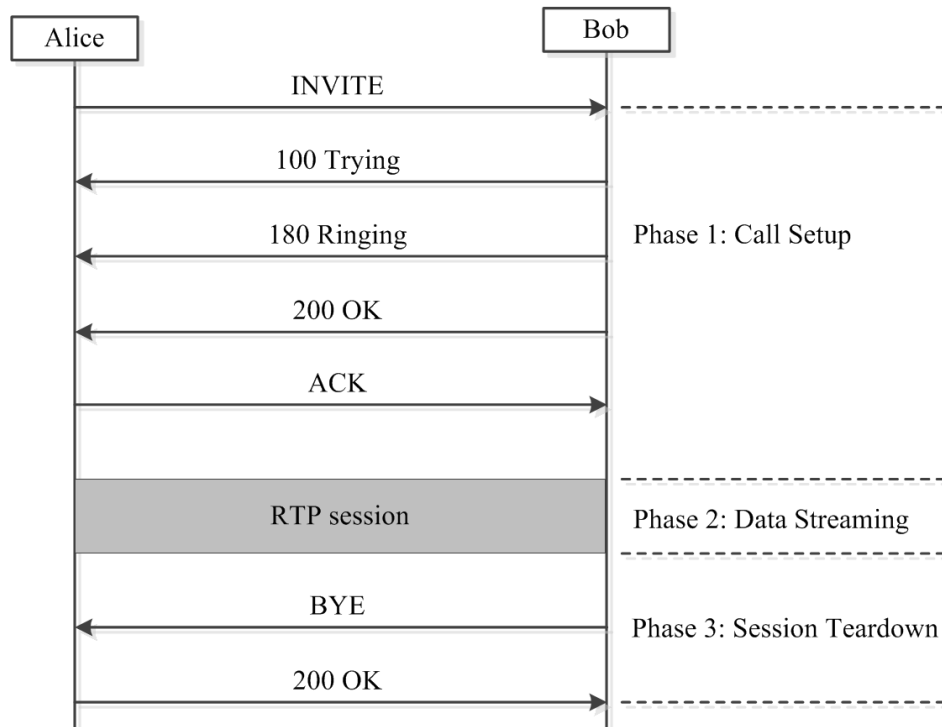 Alice
Bob
INVITE
100 Trying
180 Ringing
Phase 1: Call Setup
200 OK
ACK
RTP session
Phase 2: Data Streaming
BYE
Phase 3: Session Teardown
200 OK